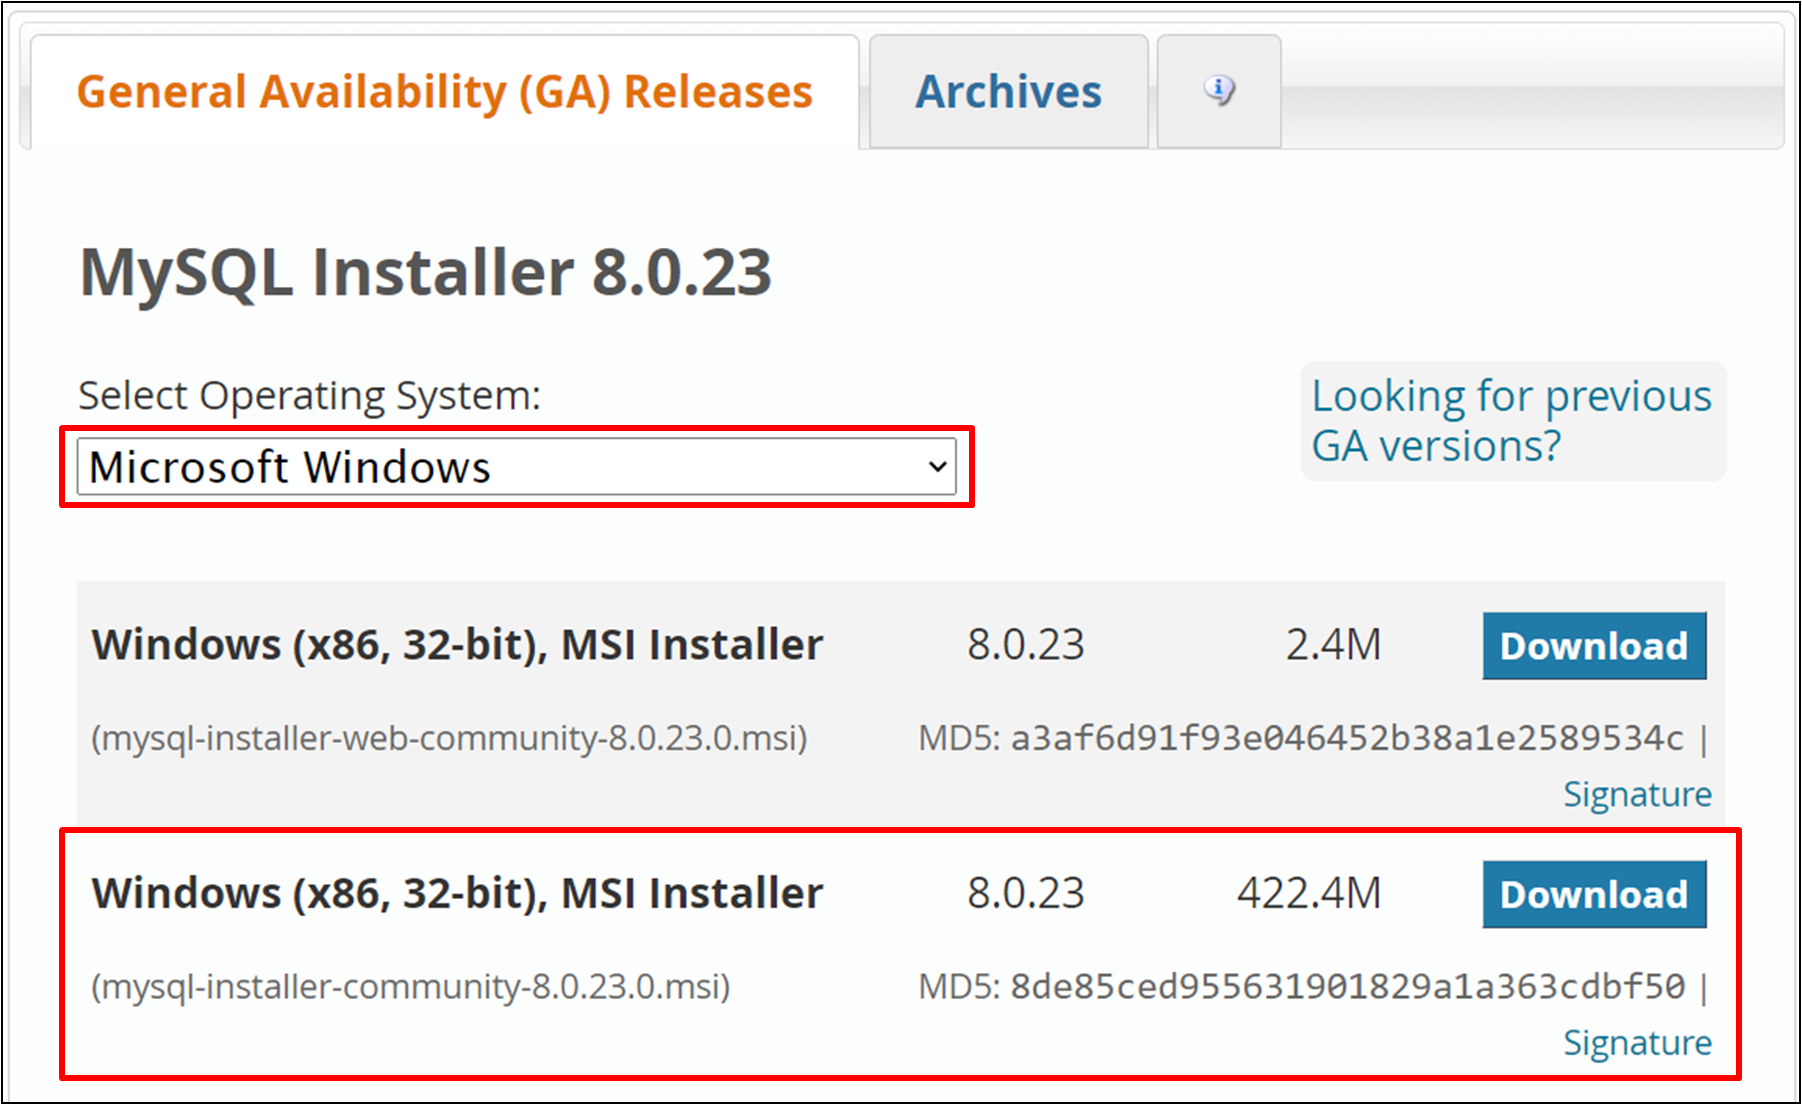 General Availability (GA) Releases
Archives
MySQL Installer 8.0.23
Select Operating System:
Looking for previous
GA versions?
Microsoft Windows
Windows (x86, 32-bit), MSI Installer 8.0.23 2.4M Download
(mysql-installer-web-community-8.0.23.0.msi) MD5: a3af6d91f93e046452b38a1e2589534c |
Signature
Windows (x86, 32-bit), MSI Installer 8.0.23 422.4M Download
(mysql-installer-community-8.0.23.0.msi) MD5: 8de85ced955631901829a1a363cdbf50 |
Signature